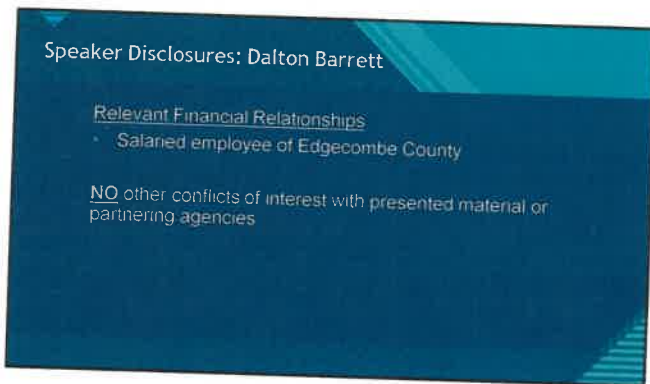 Speaker Disclosures: Dalton Barrett
Relevant Financial Relationships
· Salaried employee of Edgecombe County
NO other conflicts of interest with presented material or
partnering agencies